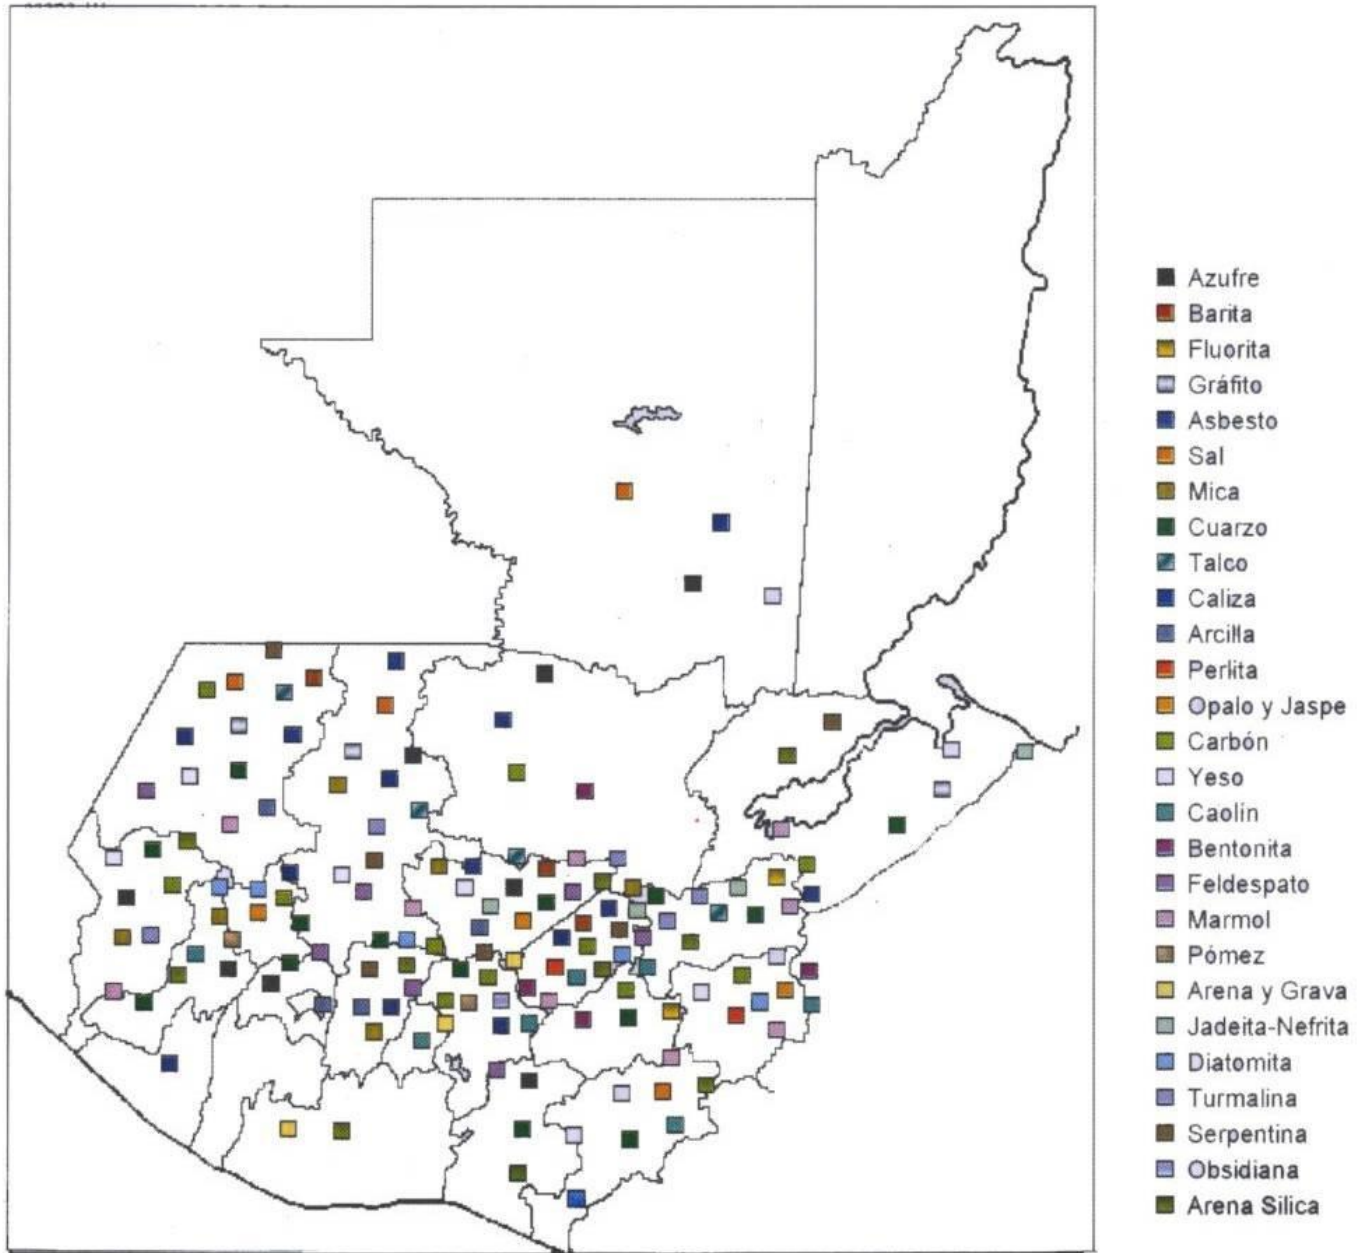 Azufre
Barita
Fluorita
Gráfito
Asbesto
Sal
Mica
Cuarzo
Talco
Caliza
Arcilla
Perlita
Opalo y Jaspe
Carbón
Yeso
Caolín
Bentonita
Feldespato
Marmol
Pómez
Arena y Grava
Jadeita-Nefrita
Diatomita
Turmalina
Serpentina
Obsidiana
Arena Silica